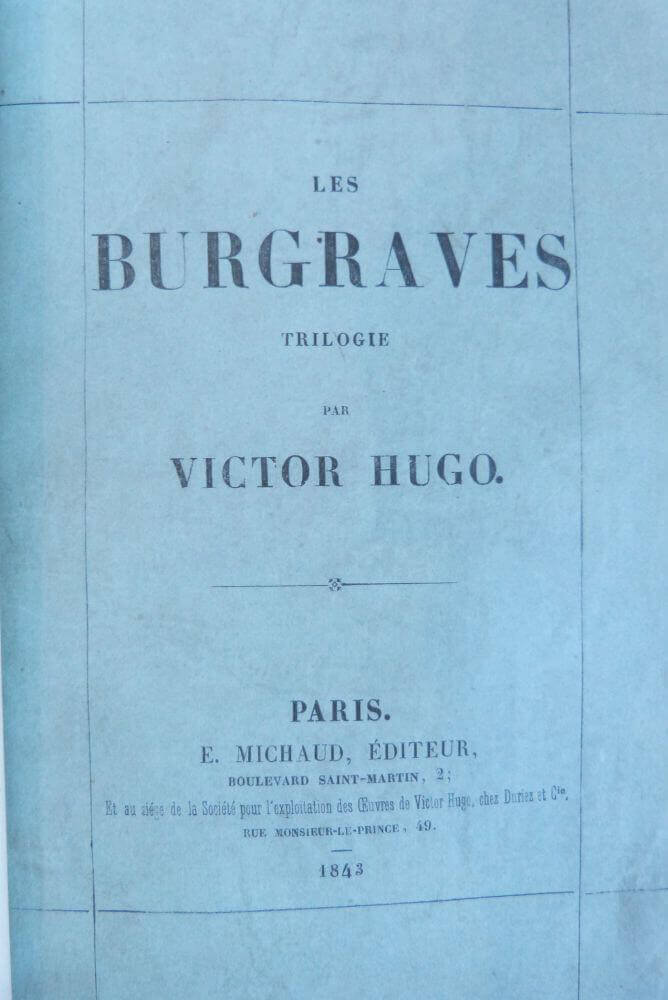 LES
BURGRAVES
TRILOGIE
PAR
VICTOR HUGO.
PARIS.
E. MICHAUD, ÉDITEUR,
BOULEVARD SAINT-MARTIN, 2;
Et au siége de la Société pour l'exploitation des Œuvres de Victor Hugo, chez Duriez et Cie,
RUE MONSIEUR-LE-PRINCE, 49.
1843